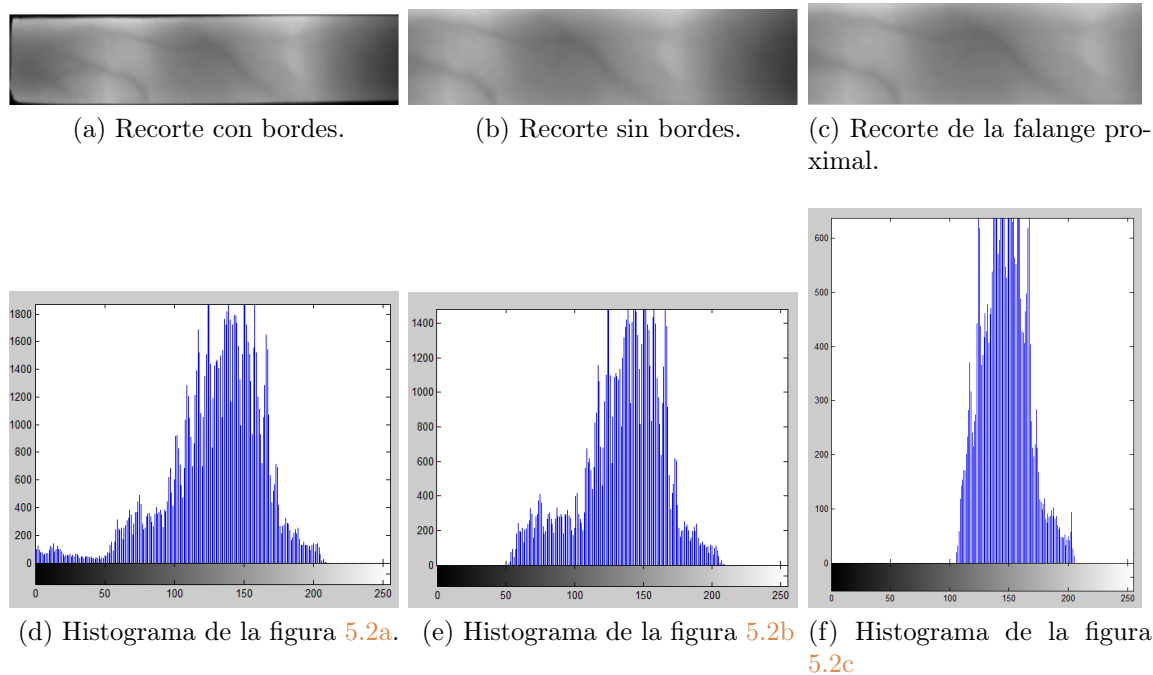 (a) Recorte con bordes.
(b) Recorte sin bordes.
(c) Recorte de la falange pro-
ximal.
1800
1600
1400
1200
1000
800
600
400
200
0
0 50 100 150 200 250
(d) Histograma de la figura 5.2a.
1400
1200
1000
800
600
400
200
0
0 50 100 150 200 250
(e) Histograma de la figura 5.2b
600
500
400
300
200
100
0
0 50 100 150 200 250
(f) Histograma de la figura
5.2c